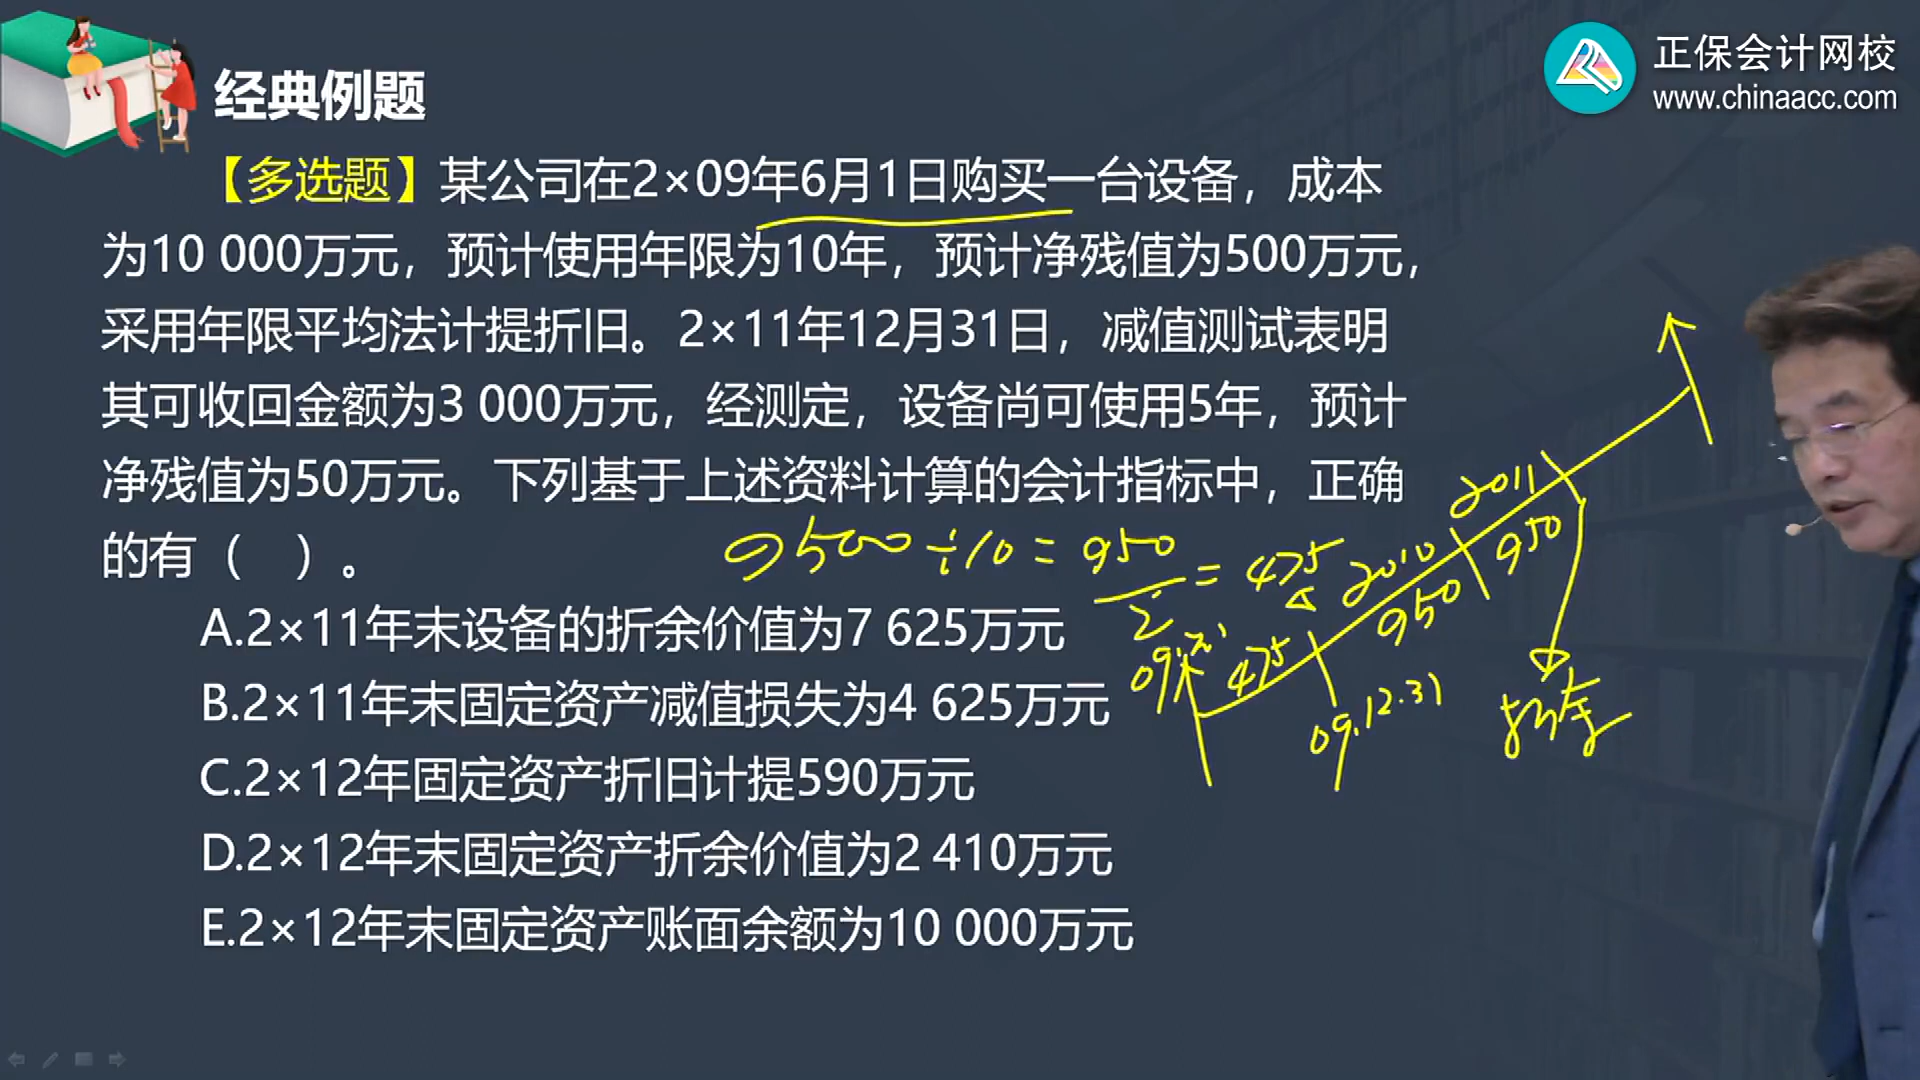 正保会计网校
www.chinaacc.com
经典例题
【多选题】某公司在2×09年6月1日购买一台设备，成本
为10 000万元，预计使用年限为10年，预计净残值为500万元，
采用年限平均法计提折旧。2×11年12月31日，减值测试表明
其可收回金额为3 000万元，经测定，设备尚可使用5年，预计
净残值为50万元。下列基于上述资料计算的会计指标中，正确
的有（ ）。
9500÷10=950
2
=475
A.2×11年末设备的折余价值为7 625万元
B.2×11年末固定资产减值损失为4 625万元
C.2×12年固定资产折旧计提590万元
D.2×12年末固定资产折余价值为2 410万元
E.2×12年末固定资产账面余额为10 000万元
2011
950
2010
950
475
09.12.31
折余